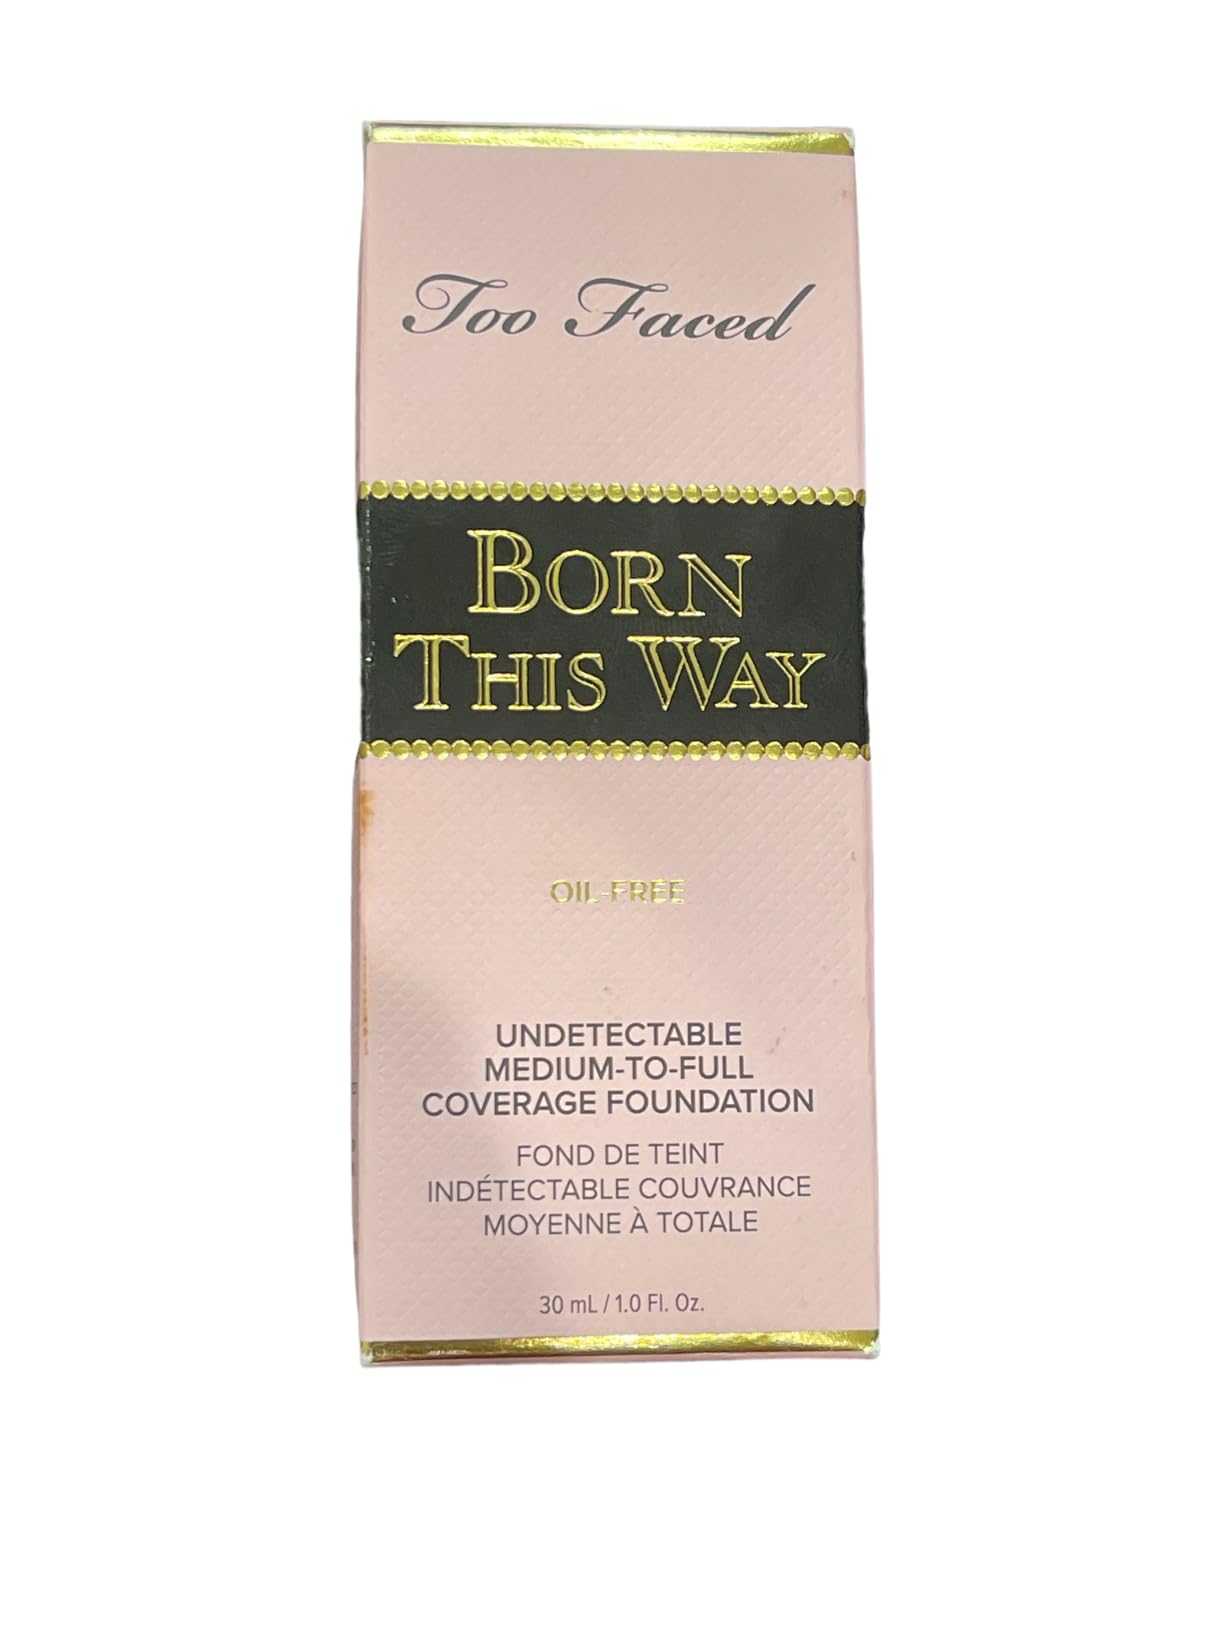 Too Faced
BORN
THIS WAY
OIL-FREE
UNDETECTABLE
MEDIUM-TO-FULL
COVERAGE FOUNDATION
FOND DE TEINT
INDÉTECTABLE COUVRANCE
MOYENNE À TOTALE
30 mL / 1.0 Fl. Oz.